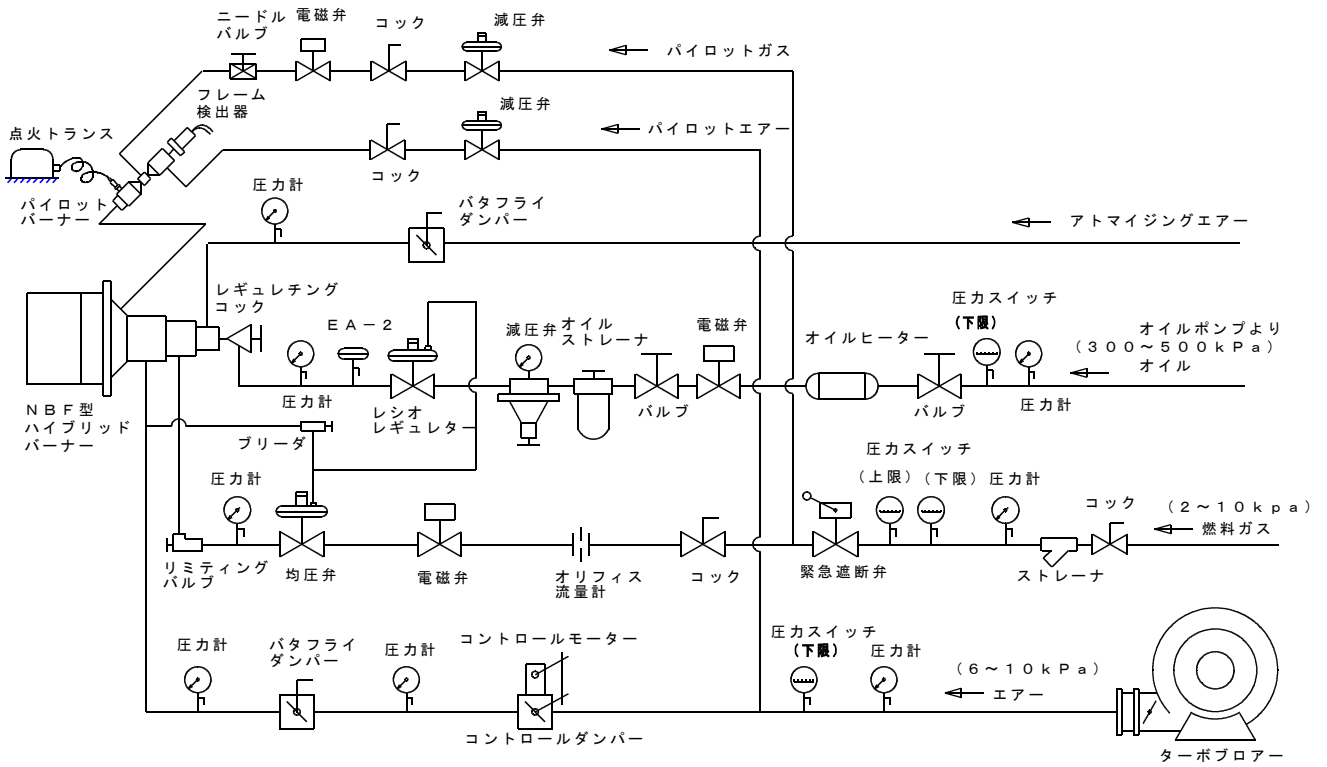 ニードル
バルブ
電磁弁
コック
減圧弁
パイロットガス
フレーム
検出器
減圧弁
点火トランス
パイロットエアー
コック
パイロット
バーナー
圧力計
バタフライ
ダンパー
アトマイジングエアー
レギュレチング
コック
EA-2
減圧弁
オイル
ストレーナ
電磁弁
オイルヒーター
圧力スイッチ
(下限)
オイルポンプより
(300~500kPa)
オイル
圧力計
レシオ
レギュレター
バルブ
バルブ
圧力計
NBF型
ハイブリッド
バーナー
ブリーダ
圧力スイッチ
(上限)
(下限)
圧力計
圧力計
コック
(2~10kpa)
燃料ガス
リミティング
バルブ
均圧弁
電磁弁
オリフィス
流量計
コック
緊急遮断弁
ストレーナ
圧力計
バタフライ
ダンパー
圧力計
コントロールモーター
圧力スイッチ
(下限)
圧力計
(6~10kPa)
エアー
コントロールダンパー
ターボブロアー